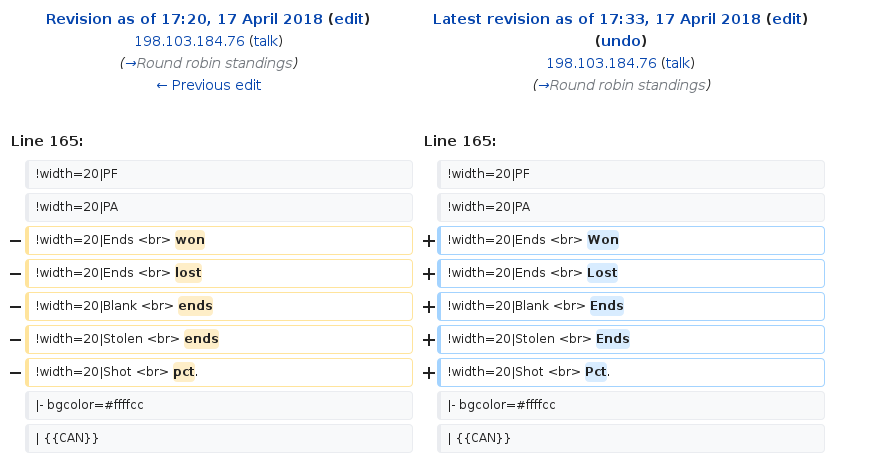 Revision as of 17:20, 17 April 2018 (edit)
198.103.184.76 (talk)
(→Round robin standings)
← Previous edit
Latest revision as of 17:33, 17 April 2018 (edit)
(undo)
198.103.184.76 (talk)
(→Round robin standings)
Line 165:
Line 165:
!width=20|PF
!width=20|PF
!width=20|PA
!width=20|PA
− !width=20|Ends <br> won
+ !width=20|Ends <br> Won
− !width=20|Ends <br> lost
+ !width=20|Ends <br> Lost
− !width=20|Blank <br> ends
+ !width=20|Blank <br> Ends
− !width=20|Stolen <br> ends
+ !width=20|Stolen <br> Ends
− !width=20|Shot <br> pct.
+ !width=20|Shot <br> Pct.
|- bgcolor=#ffffcc
|- bgcolor=#ffffcc
| {{CAN}}
| {{CAN}}